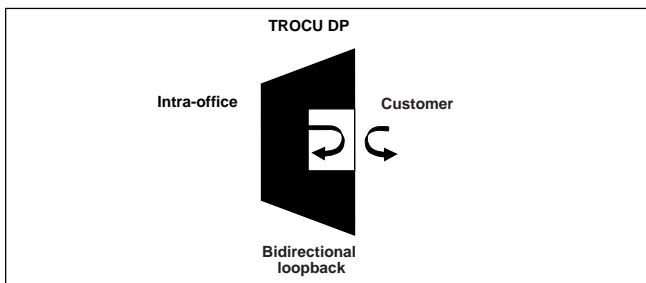 TROCU DP
Intra-office
Customer
Bidirectional
loopback